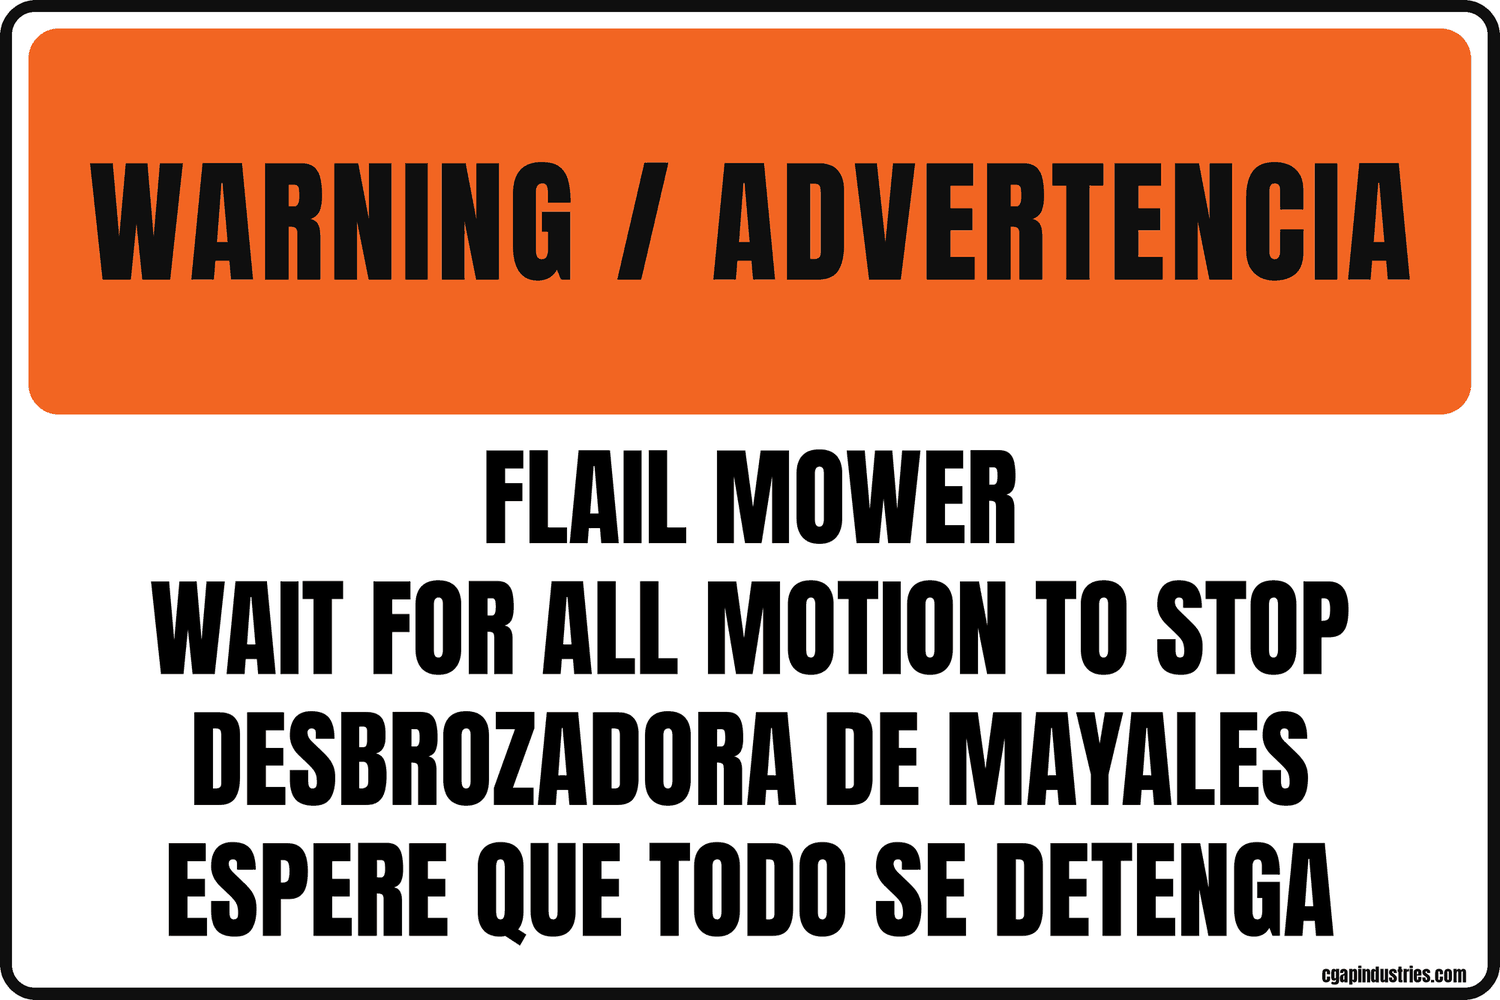 WARNING / ADVERTENCIA
FLAIL MOWER
WAIT FOR ALL MOTION TO STOP
DESBROZADORA DE MAYALES
ESPERE QUE TODO SE DETENGA
cgapindustries.com